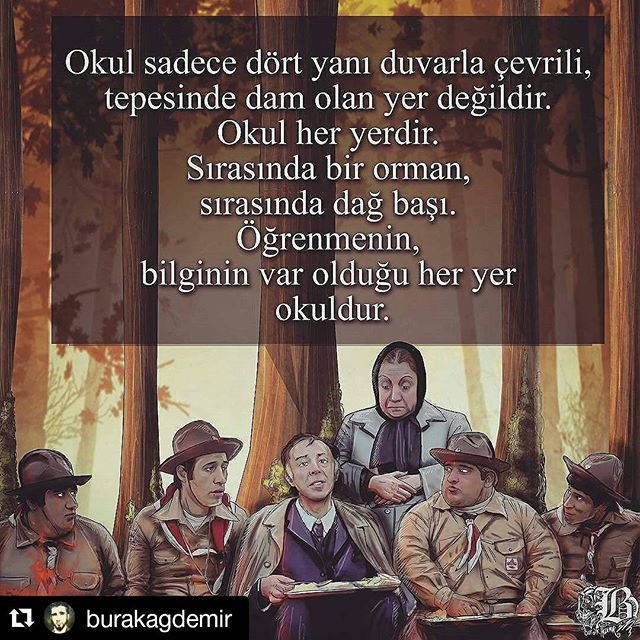 Okul sadece dört yanı duvarla çevrili,
tepesinde dam olan yer değildir.
Okul her yerdir.
Sırasında bir orman,
sırasında dağ başı.
Öğrenmenin,
bilginin var olduğu her yer
okuldur.
B
burakagdemir